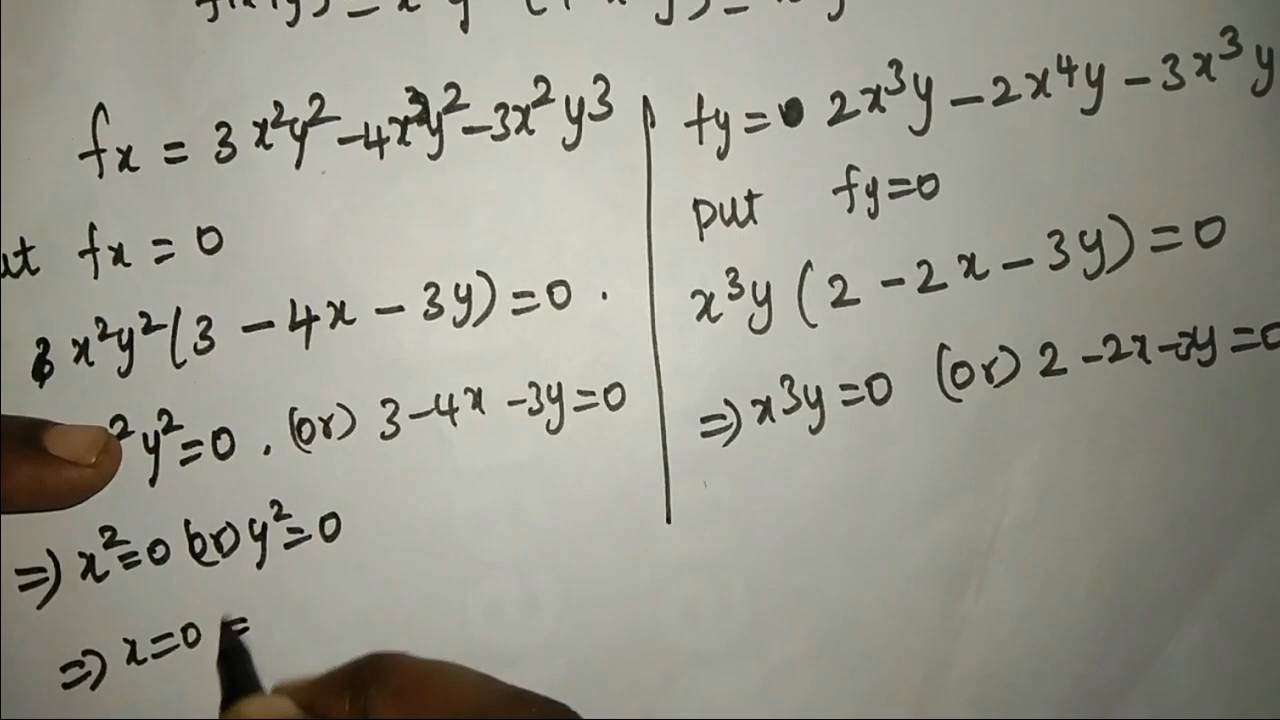 fx = 3x²y² - 4x³y² - 3x²y3
ut fx = 0
x²y² (3 - 4x - 3y) = 0 .
²y² = 0 . (or) 3 - 4x - 3y = 0
⇒ x² = 0 (or) y² = 0
⇒ x = 0 =
fy = 2x³y - 2x⁴y - 3x³y
put fy = 0
x³y (2 - 2x - 3y) = 0
⇒ x3y = 0 (or) 2 - 2x - 3y = 0